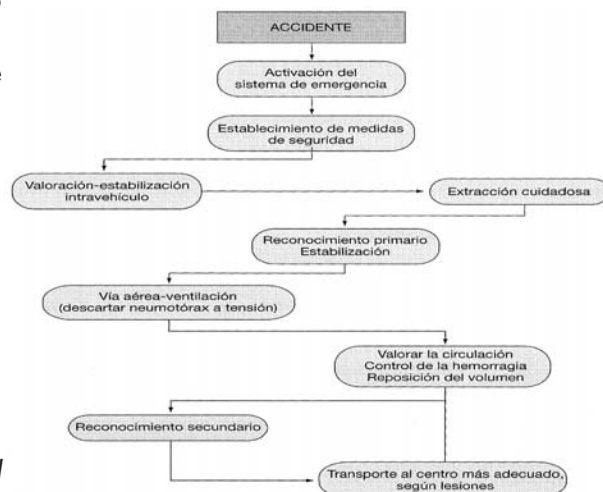 ACCIDENTE
Activación del
sistema de emergencia
Establecimiento de medidas
de seguridad
Valoración-estabilización
intravehículo
Extracción cuidadosa
Reconocimiento primario
Estabilización
Vía aérea-ventilación
(descartar neumotórax a tensión)
Valorar la circulación
Control de la hemorragia
Reposición del volumen
Reconocimiento secundario
Transporte al centro más adecuado,
según lesiones